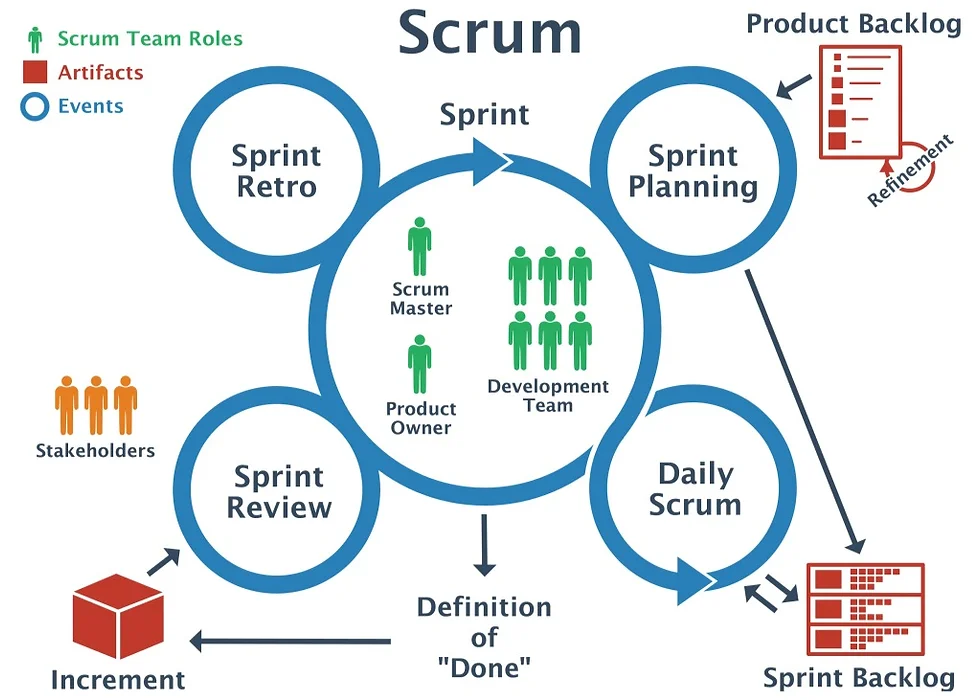 Scrum
Product Backlog
Scrum Team Roles
Artifacts
Events
Sprint
Sprint
Retro
Sprint
Planning
Refinement
Scrum
Master
Product
Owner
Development
Team
Stakeholders
Sprint
Review
Daily
Scrum
Definition
of
"Done"
Increment
Sprint Backlog